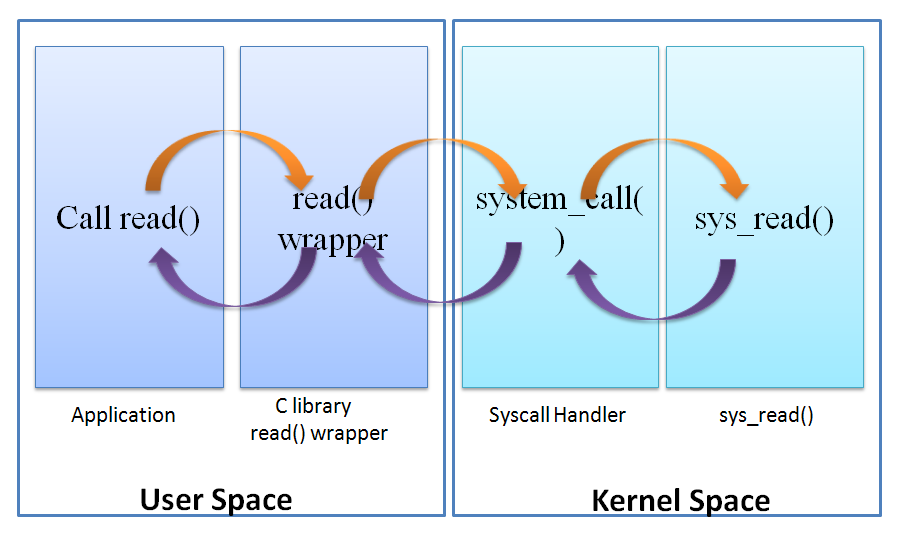 Call read()
read()
wrapper
system_call(
)
sys_read()
Application
C library
read() wrapper
Syscall Handler
sys_read()
User Space
Kernel Space